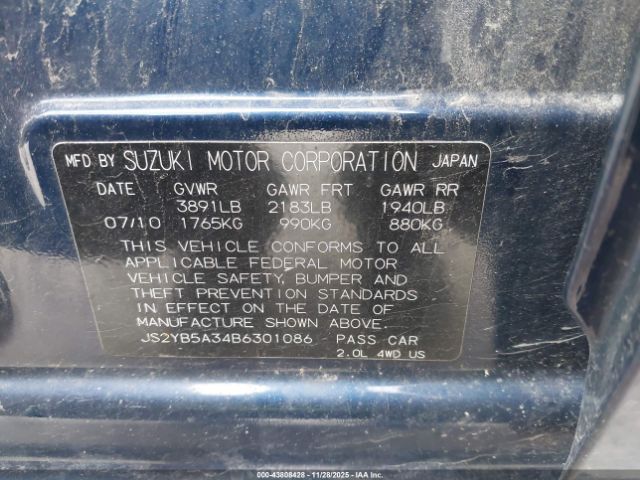 MFD BY SUZUKI MOTOR CORPORATION JAPAN
DATE GVWR GAWR FRT GAWR RR
3891LB 2183LB 1940LB
07/10 1765KG 990KG 880KG
THIS VEHICLE CONFORMS TO ALL
APPLICABLE FEDERAL MOTOR
VEHICLE SAFETY, BUMPER AND
THEFT PREVENTION STANDARDS
IN EFFECT ON THE DATE OF
MANUFACTURE SHOWN ABOVE.
JS2YB5A34B6301086 PASS CAR
2.0L 4WD US
000-43808428 - 11/28/2025 - IAA Inc.